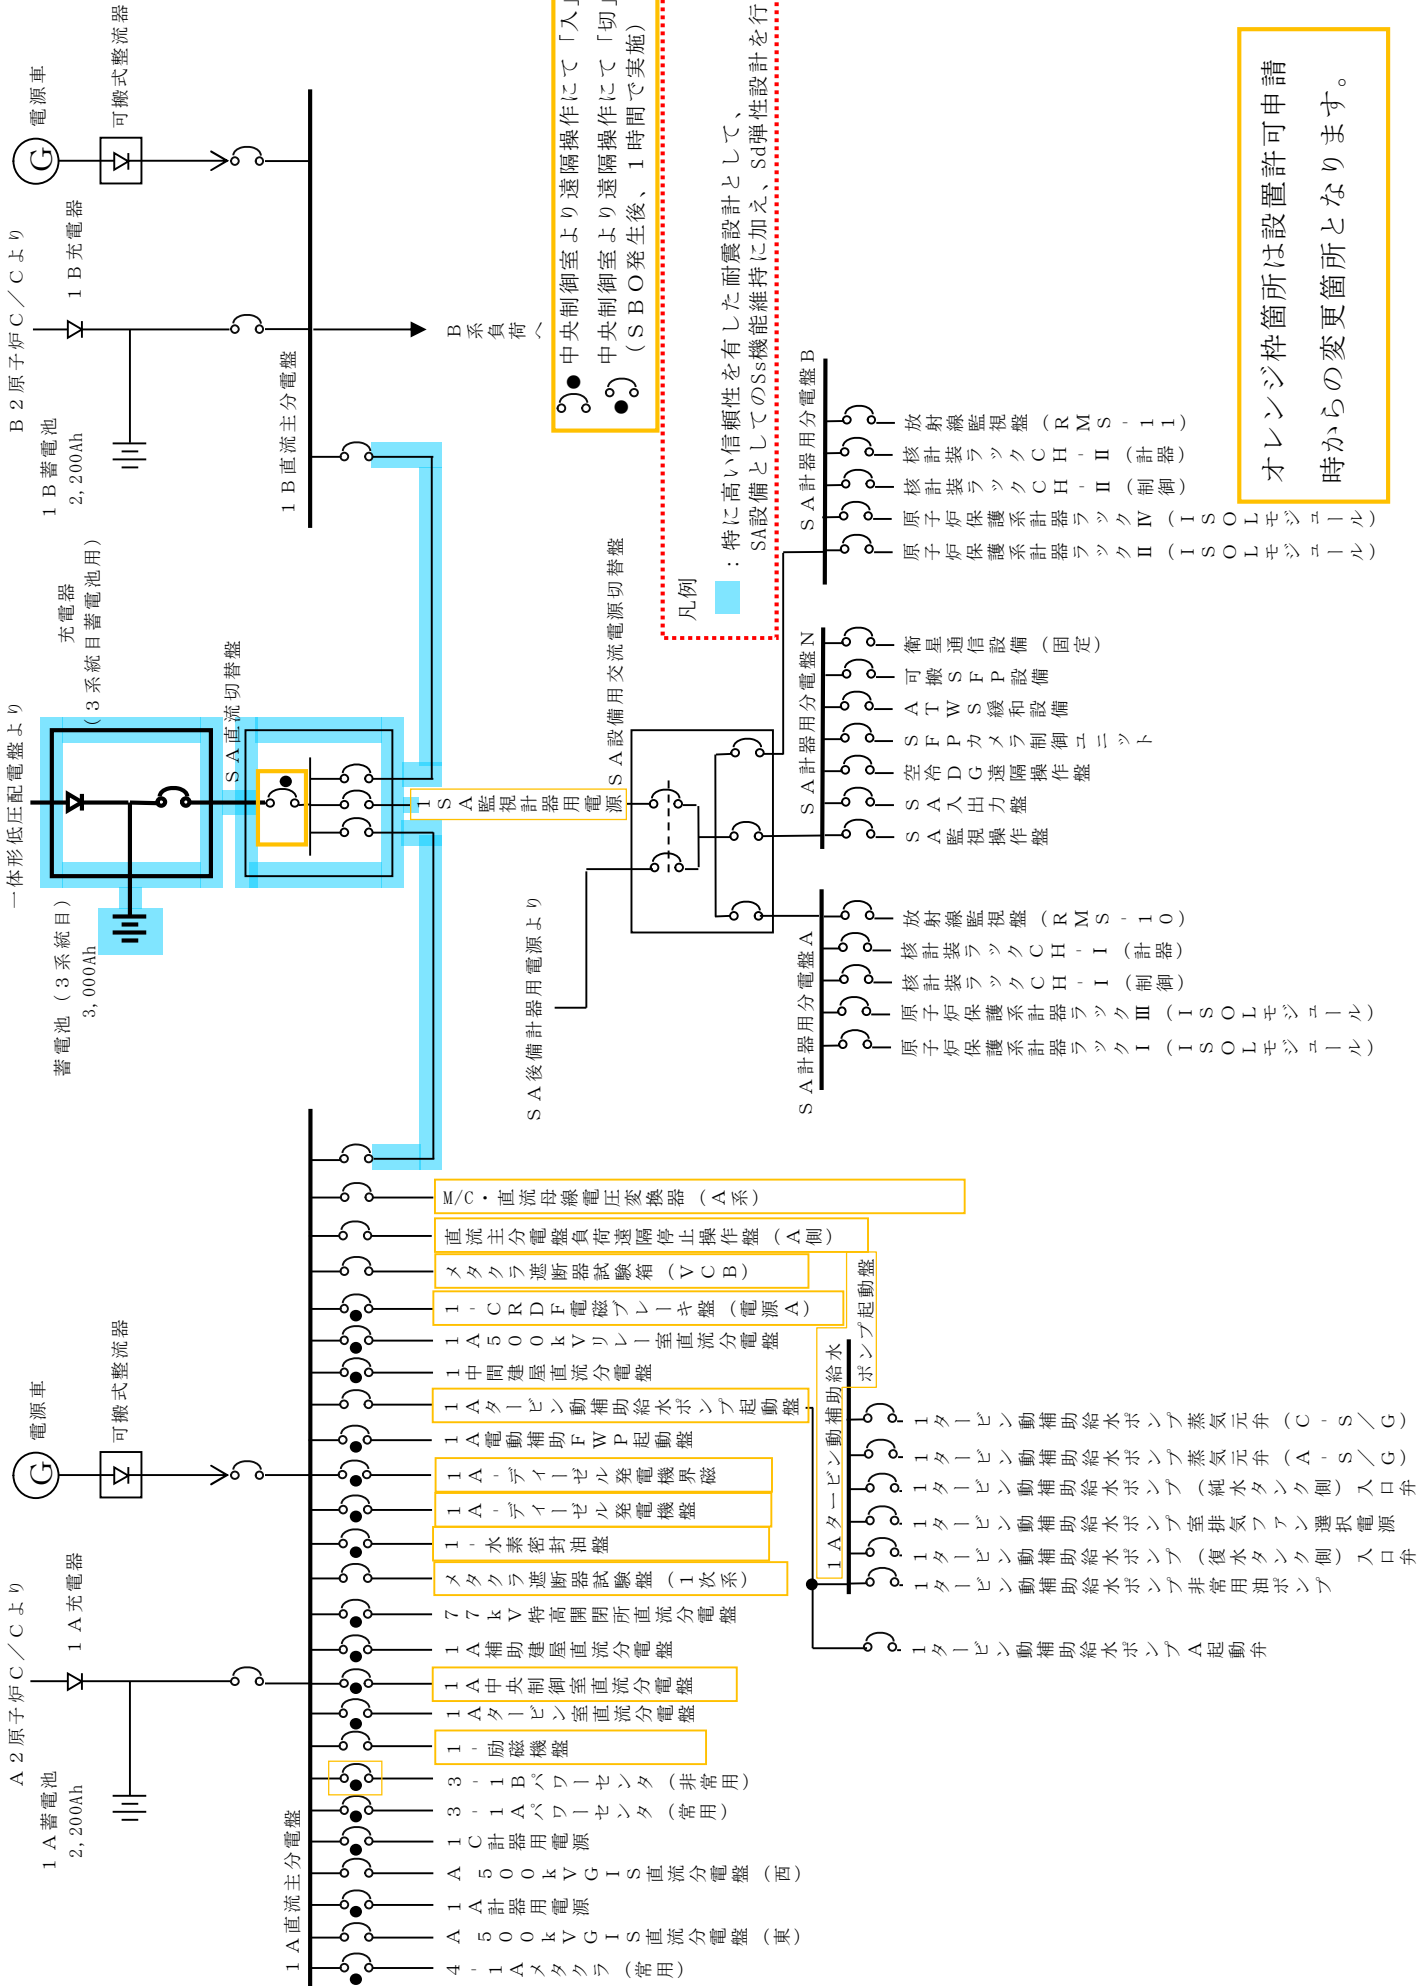 A2原子炉C/Cより
1A蓄電池
2,200Ah
1A充電器
電源車
G
可搬式整流器
1A直流主分電盤
4-1Aメタクラ(常用)
A 500kVGIS直流分電盤(東)
1A計器用電源
A 500kVGIS直流分電盤(西)
1C計器用電源
3-1Aパワーセンタ(常用)
3-1Bパワーセンタ(非常用)
1-励磁機盤
1Aタービン室直流分電盤
1A中央制御室直流分電盤
1A補助建屋直流分電盤
77kV特高開閉所直流分電盤
メタクラ遮断器試験盤(1次系)
1-水素密封油盤
1A-ディーゼル発電機盤
1A-ディーゼル発電機界磁
1A電動補助FWP起動盤
1Aタービン動補助給水ポンプ起動盤
1中間建屋直流分電盤
1A500kVリレー室直流分電盤
1-CRDF電磁ブレーキ盤(電源A)
メタクラ遮断器試験箱(VCB)
直流主分電盤負荷遠隔停止操作盤(A側)
M/C・直流母線電圧変換器(A系)
1Aタービン動補助給水
ポンプ起動盤
1タービン動補助給水ポンプA起動弁
1タービン動補助給水ポンプ非常用油ポンプ
1タービン動補助給水ポンプ(復水タンク側)入口弁
1タービン動補助給水ポンプ室排気ファン選択電源
1タービン動補助給水ポンプ(純水タンク側)入口弁
1タービン動補助給水ポンプ蒸気元弁(A-S/G)
1タービン動補助給水ポンプ蒸気元弁(C-S/G)
一体形低圧配電盤より
蓄電池(3系統目)
3,000Ah
充電器
(3系統目蓄電池用)
SA直流切替盤
1SA監視計器用電源
SA後備計器用電源より
SA設備用交流電源切替盤
SA計器用分電盤A
原子炉保護系計器ラックⅠ(ISOLモジュール)
原子炉保護系計器ラックⅢ(ISOLモジュール)
核計装ラックCH-Ⅰ(制御)
核計装ラックCH-Ⅰ(計器)
放射線監視盤(RMS-10)
SA計器用分電盤N
SA監視操作盤
SA入出力盤
空冷DG遠隔操作盤
SFPカメラ制御ユニット
ATWS緩和設備
可搬SFP設備
衛星通信設備(固定)
SA計器用分電盤B
原子炉保護系計器ラックⅡ(ISOLモジュール)
原子炉保護系計器ラックⅣ(ISOLモジュール)
核計装ラックCH-Ⅱ(制御)
核計装ラックCH-Ⅱ(計器)
放射線監視盤(RMS-11)
B2原子炉C/Cより
1B蓄電池
2,200Ah
1B充電器
電源車
G
可搬式整流器
1B直流主分電盤
B系負荷へ
中央制御室より遠隔操作にて「入」
中央制御室より遠隔操作にて「切」
(SBO発生後、1時間で実施)
凡例
:特に高い信頼性を有した耐震設計として、
SA設備としてのSs機能維持に加え、Sd弾性設計を行
オレンジ枠箇所は設置許可申請
時からの変更箇所となります。